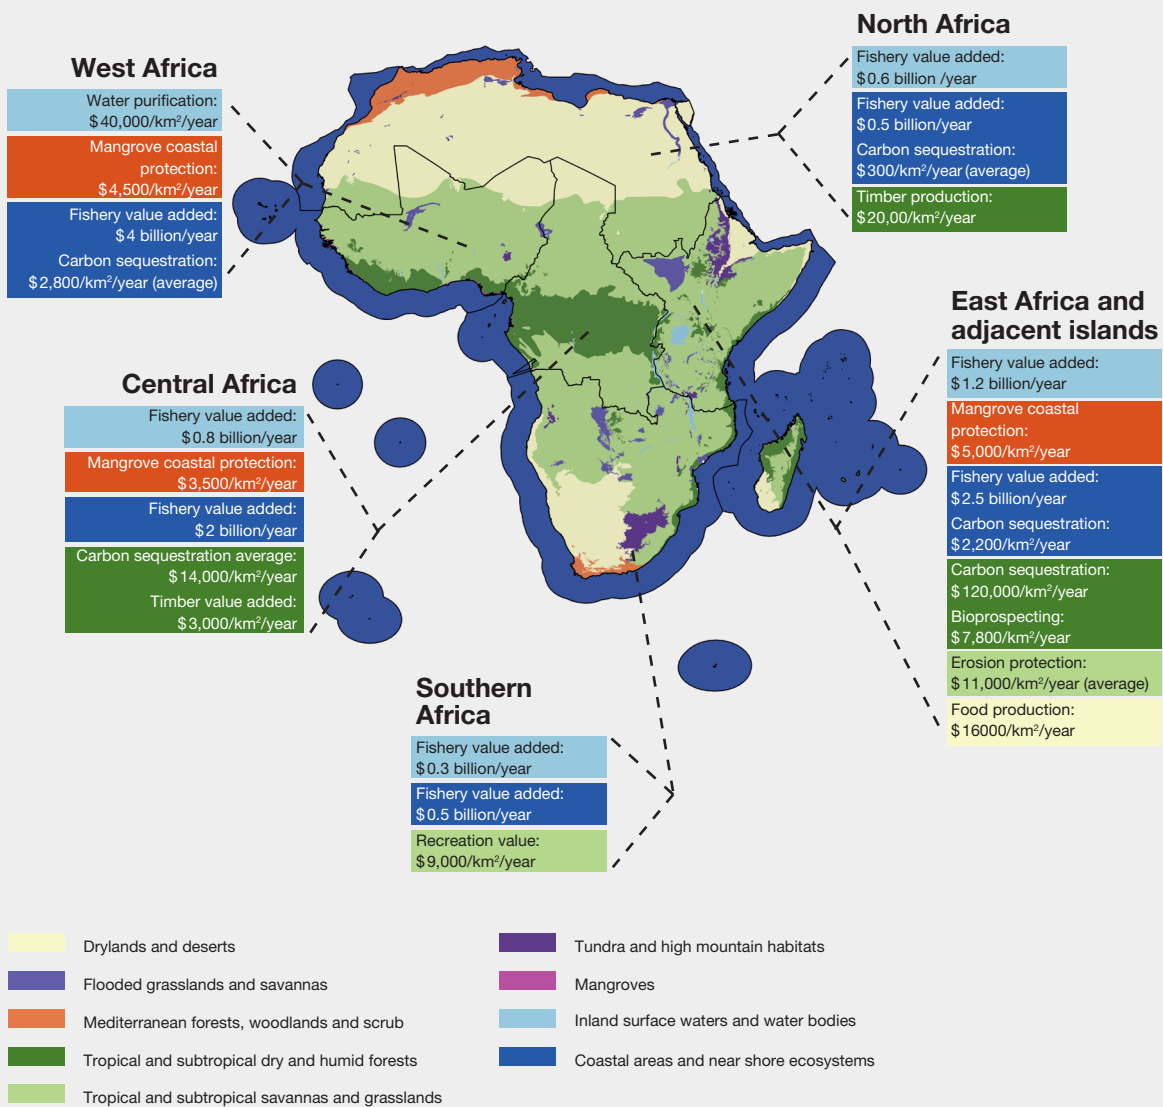 North Africa
Fishery value added:
$0.6 billion /year
Fishery value added:
$0.5 billion/year
Carbon sequestration:
$300/km²/year (average)
Timber production:
$20,00/km²/year
West Africa
Water purification:
$40,000/km²/year
Mangrove coastal
protection:
$4,500/km²/year
Fishery value added:
$4 billion/year
Carbon sequestration:
$2,800/km²/year (average)
East Africa and
adjacent islands
Fishery value added:
$1.2 billion/year
Mangrove coastal
protection:
$5,000/km²/year
Fishery value added:
$2.5 billion/year
Carbon sequestration:
$2,200/km²/year
Carbon sequestration:
$120,000/km²/year
Bioprospecting:
$7,800/km²/year
Erosion protection:
$11,000/km²/year (average)
Food production:
$16000/km²/year
Central Africa
Fishery value added:
$0.8 billion/year
Mangrove coastal protection:
$3,500/km²/year
Fishery value added:
$2 billion/year
Carbon sequestration average:
$14,000/km²/year
Timber value added:
$3,000/km²/year
Southern
Africa
Fishery value added:
$0.3 billion/year
Fishery value added:
$0.5 billion/year
Recreation value:
$9,000/km²/year
Drylands and deserts
Flooded grasslands and savannas
Mediterranean forests, woodlands and scrub
Tropical and subtropical dry and humid forests
Tropical and subtropical savannas and grasslands
Tundra and high mountain habitats
Mangroves
Inland surface waters and water bodies
Coastal areas and near shore ecosystems